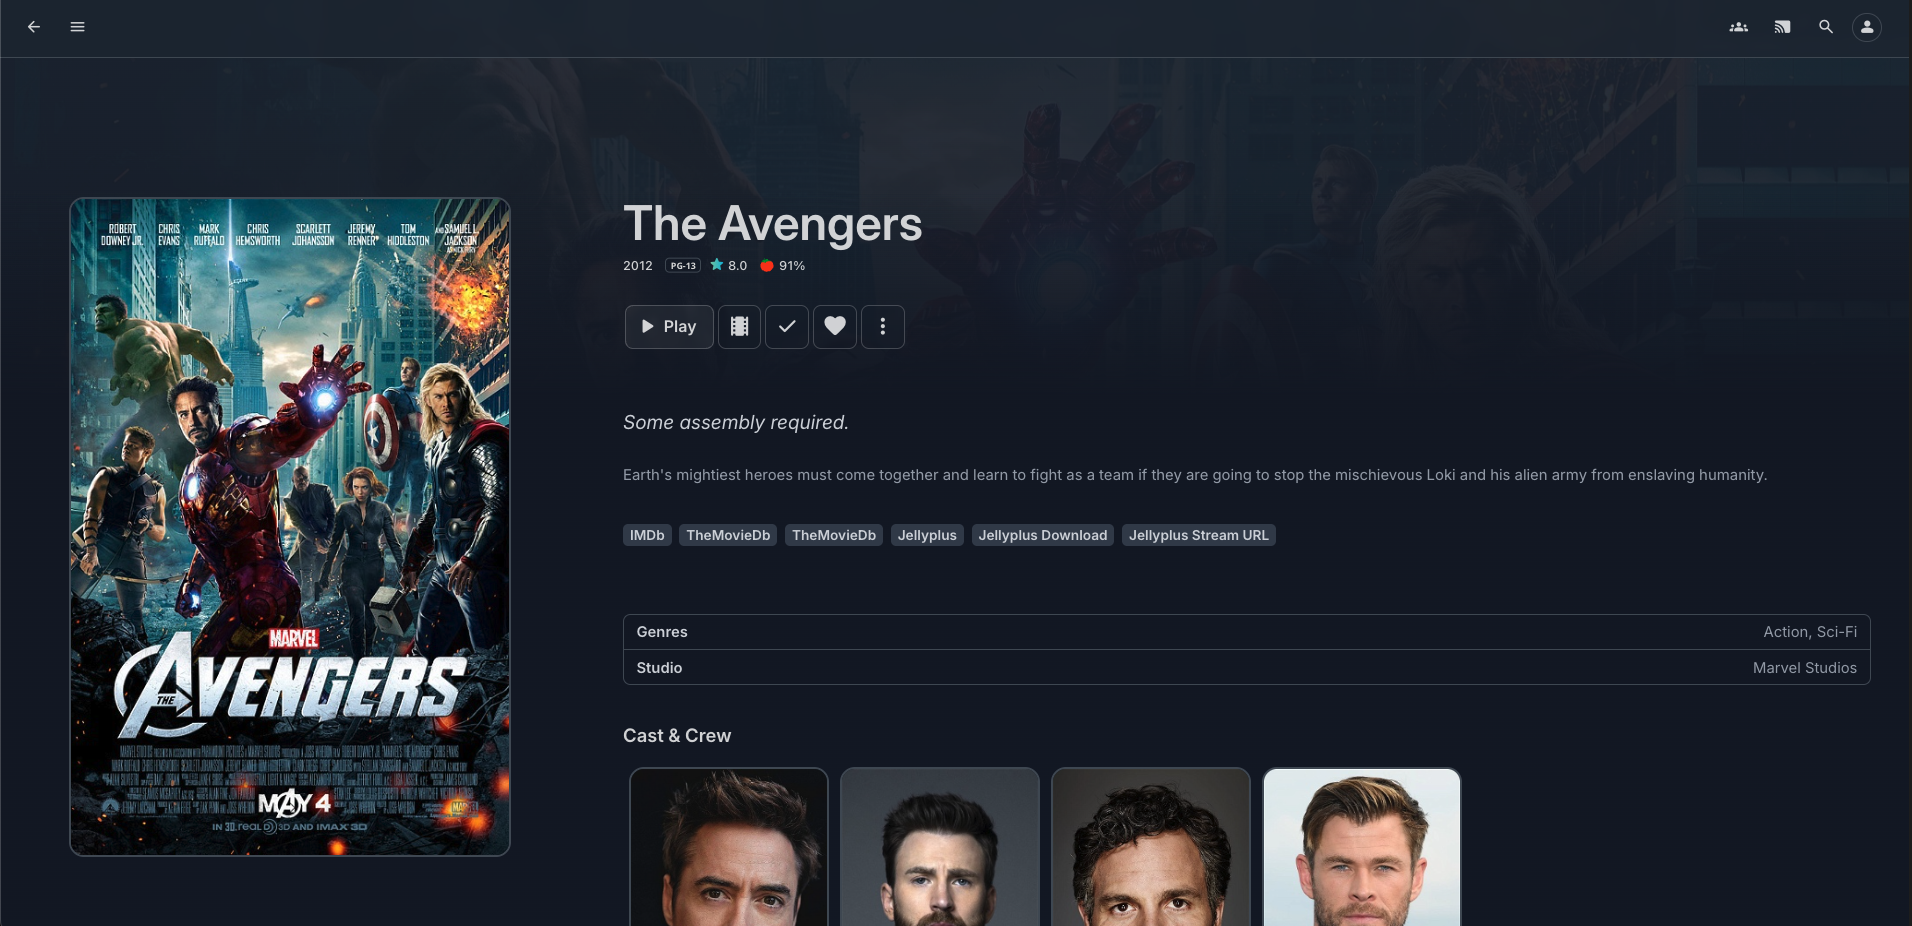 The Avengers
2012 PG-13 8.0 91%
Play
Some assembly required.
Earth's mightiest heroes must come together and learn to fight as a team if they are going to stop the mischievous Loki and his alien army from enslaving humanity.
IMDb TheMovieDb TheMovieDb Jellyplus Jellyplus Download Jellyplus Stream URL
Genres Action, Sci-Fi
Studio Marvel Studios
Cast & Crew
ROBERT DOWNEY JR.
CHRIS EVANS
MARK RUFFALO
CHRIS HEMSWORTH
SCARLETT JOHANSSON
JEREMY RENNER
TOM HIDDLESTON
AND SAMUEL L. JACKSON
MARVEL
THE AVENGERS
MAY 4
IN 3D, REAL D 3D AND IMAX 3D